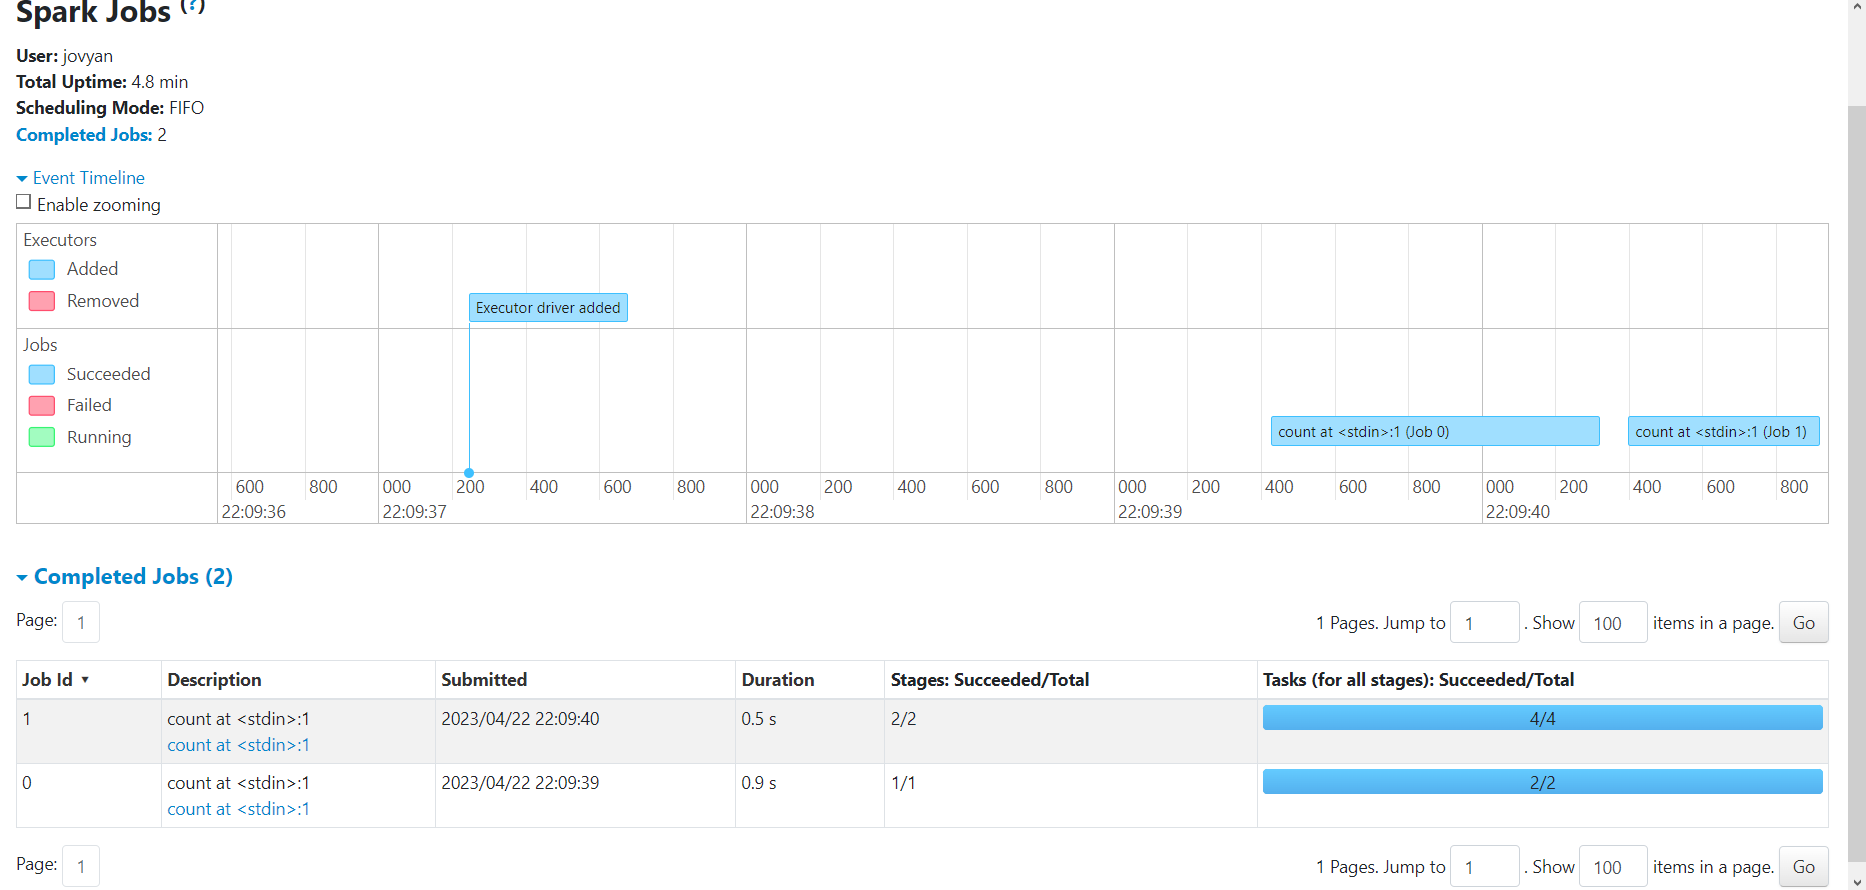 Spark Jobs (?)
User: jovyan
Total Uptime: 4.8 min
Scheduling Mode: FIFO
Completed Jobs: 2
Event Timeline
Enable zooming
Executors
Added
Removed
Executor driver added
Jobs
Succeeded
Failed
Running
count at <stdin>:1 (Job 0) count at <stdin>:1 (Job 1)
600 800 000 200 400 600 800 000 200 400 600 800 000 200 400 600 800 000 200 400 600 800
22:09:36 22:09:37 22:09:38 22:09:39 22:09:40
Completed Jobs (2)
Page: 1 1 Pages. Jump to 1 . Show 100 items in a page. Go
Job Id ▾ Description Submitted Duration Stages: Succeeded/Total Tasks (for all stages): Succeeded/Total
1 count at <stdin>:1 2023/04/22 22:09:40 0.5 s 2/2 4/4
count at <stdin>:1
0 count at <stdin>:1 2023/04/22 22:09:39 0.9 s 1/1 2/2
count at <stdin>:1
Page: 1 1 Pages. Jump to 1 . Show 100 items in a page. Go